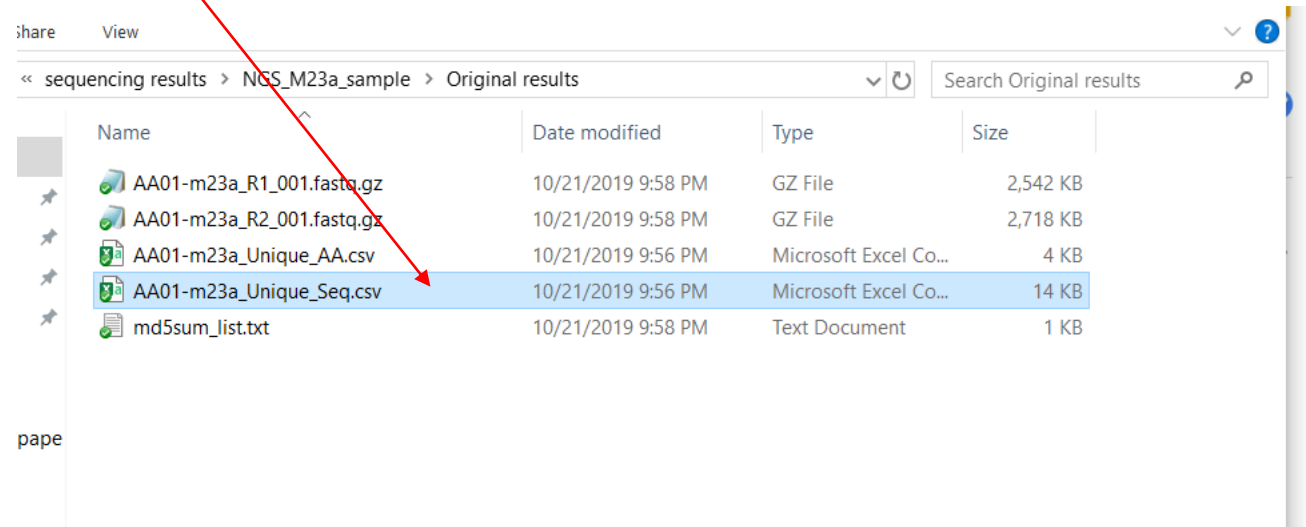 Share View
« sequencing results > NGS_M23a_sample > Original results Search Original results
Name Date modified Type Size
AA01-m23a_R1_001.fastq.gz 10/21/2019 9:58 PM GZ File 2,542 KB
AA01-m23a_R2_001.fastq.gz 10/21/2019 9:58 PM GZ File 2,718 KB
AA01-m23a_Unique_AA.csv 10/21/2019 9:56 PM Microsoft Excel Co... 4 KB
AA01-m23a_Unique_Seq.csv 10/21/2019 9:56 PM Microsoft Excel Co... 14 KB
md5sum_list.txt 10/21/2019 9:58 PM Text Document 1 KB
pape